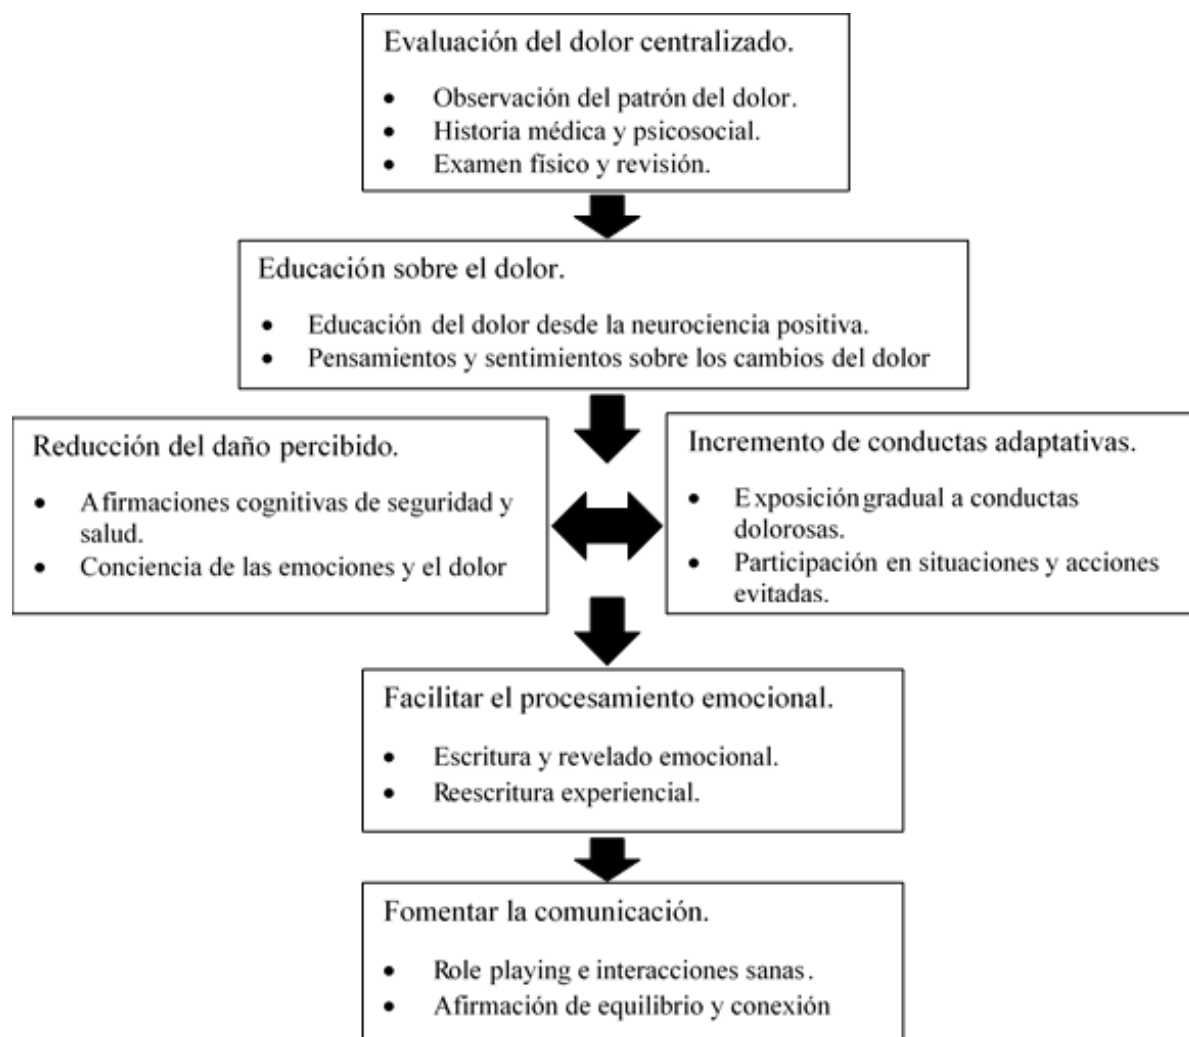 Evaluación del dolor centralizado.
• Observación del patrón del dolor.
• Historia médica y psicosocial.
• Examen físico y revisión.
Educación sobre el dolor.
• Educación del dolor desde la neurociencia positiva.
• Pensamientos y sentimientos sobre los cambios del dolor
Reducción del daño percibido.
• Afirmaciones cognitivas de seguridad y
salud.
• Conciencia de las emociones y el dolor
Incremento de conductas adaptativas.
• Exposición gradual a conductas
dolorosas.
• Participación en situaciones y acciones
evitadas.
Facilitar el procesamiento emocional.
• Escritura y revelado emocional.
• Reescritura experiencial.
Fomentar la comunicación.
• Role playing e interacciones sanas.
• Afirmación de equilibrio y conexión